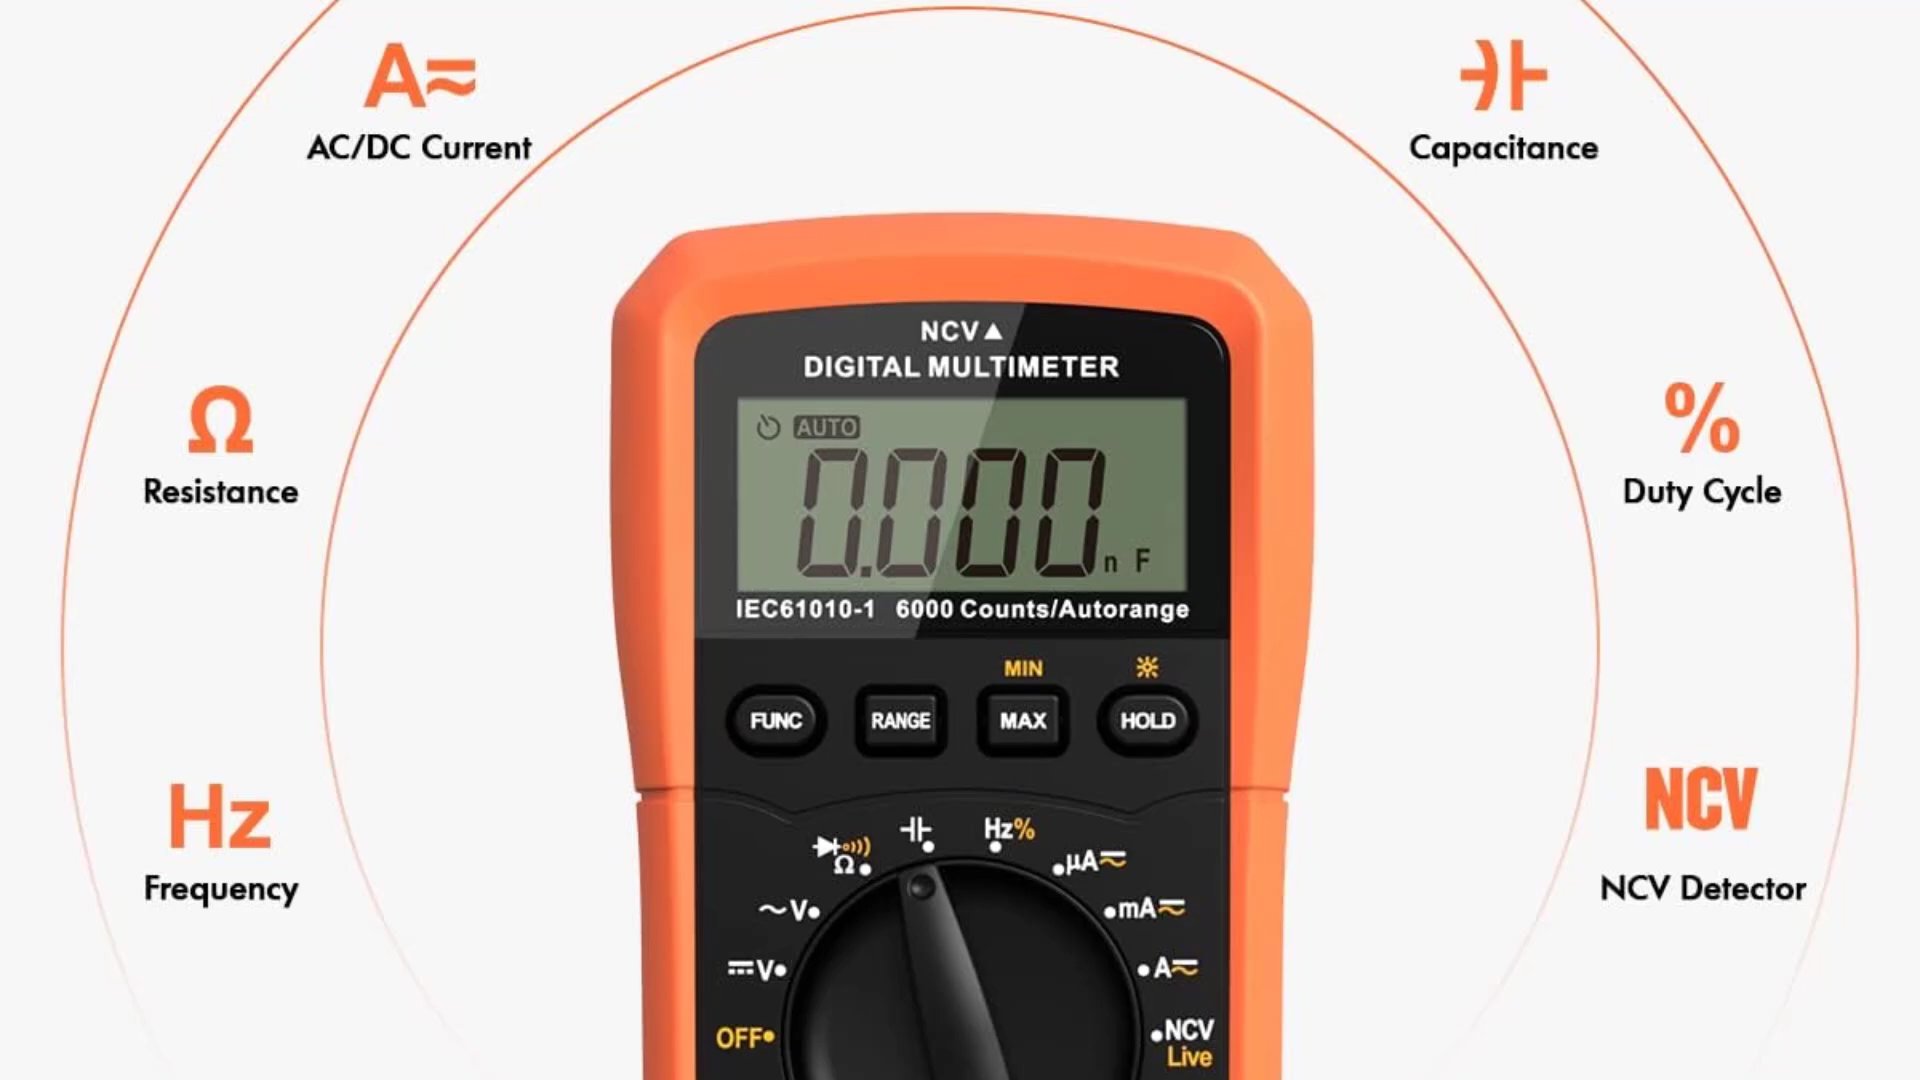 A
AC/DC Current
Capacitance
NCV▲
DIGITAL MULTIMETER
AUTO
0.000 n F
IEC61010-1 6000 Counts/Autorange
Ω
Resistance
%
Duty Cycle
MIN
FUNC RANGE MAX HOLD
Hz
Frequency
NCV
NCV Detector
Hz%
Ω
µA
~V
mA
V
A
OFF
NCV
Live